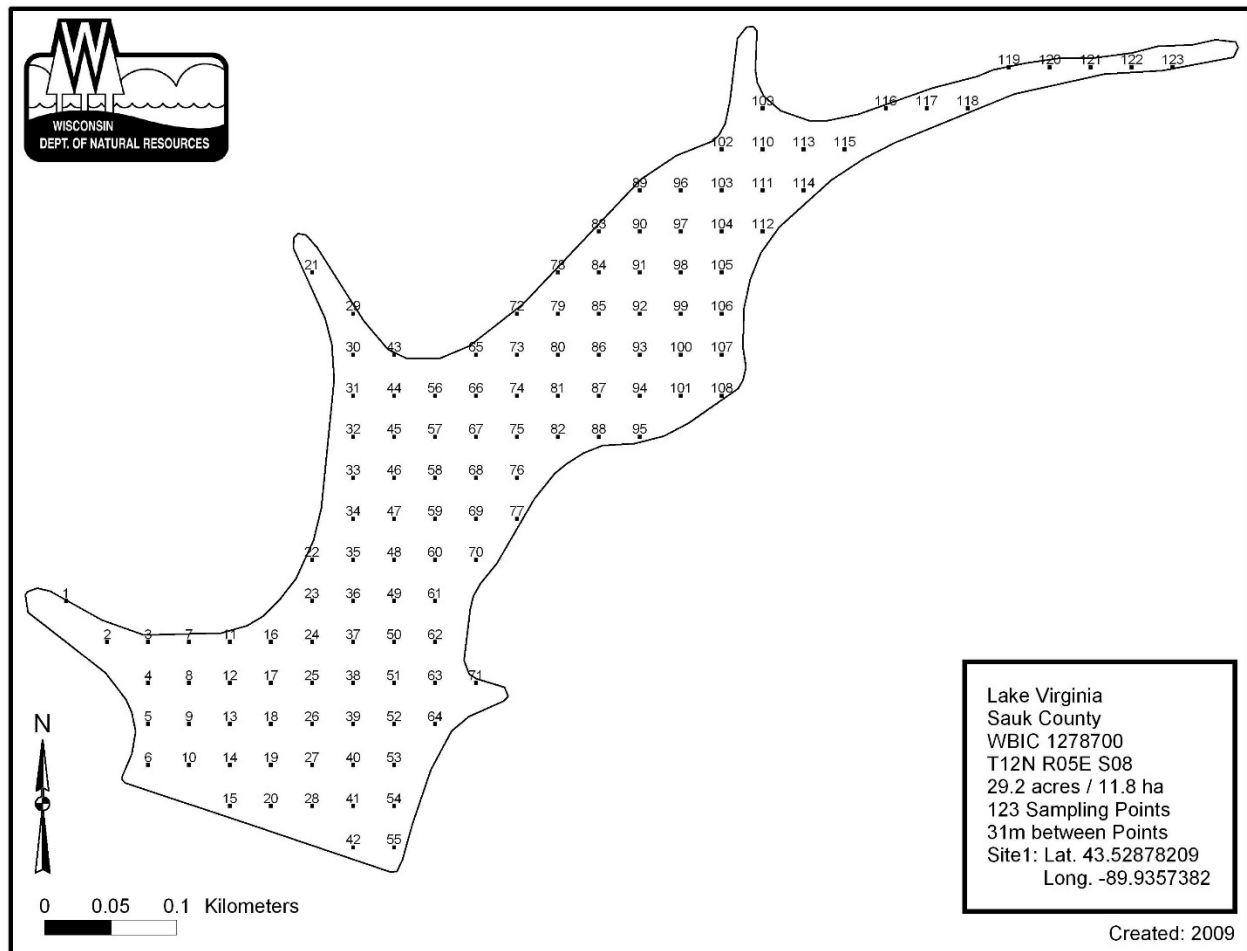 WISCONSIN
DEPT. OF NATURAL RESOURCES
119 120 121 122 123
109 116 117 118
102 110 113 115
89 96 103 111 114
83 90 97 104 112
21 78 84 91 98 105
29 72 79 85 92 99 106
30 43 65 73 80 86 93 100 107
31 44 56 66 74 81 87 94 101 108
32 45 57 67 75 82 88 95
33 46 58 68 76
34 47 59 69 77
22 35 48 60 70
1 23 36 49 61
2 3 7 11 16 24 37 50 62
4 8 12 17 25 38 51 63 71
5 9 13 18 26 39 52 64
6 10 14 19 27 40 53
15 20 28 41 54
42 55
N
0 0.05 0.1 Kilometers
Lake Virginia
Sauk County
WBIC 1278700
T12N R05E S08
29.2 acres / 11.8 ha
123 Sampling Points
31m between Points
Site1: Lat. 43.52878209
Long. -89.9357382
Created: 2009